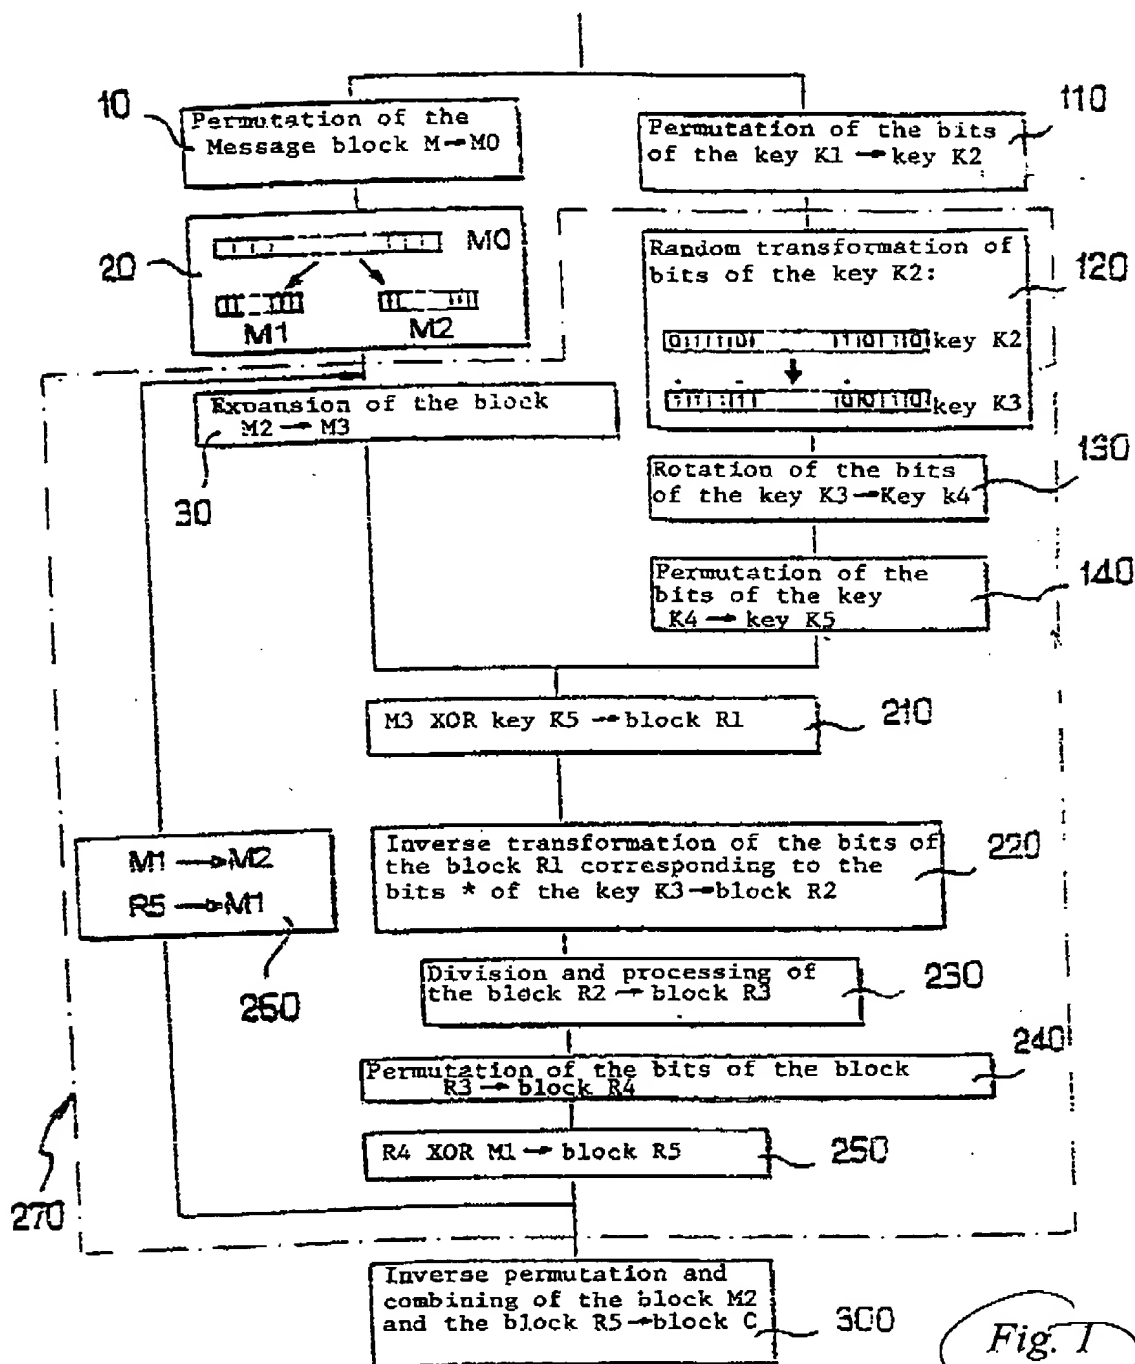 10
Permutation of the
Message block M→M0
110
Permutation of the bits
of the key K1→key K2
20
M0
M1 M2
120
Random transformation of
bits of the key K2:
key K2
key K3
Expansion of the block
M2→M3
30
130
Rotation of the bits
of the key K3→Key k4
140
Permutation of the
bits of the key
K4→key K5
M3 XOR key K5→block R1
210
M1→M2
R5→M1
260
Inverse transformation of the bits of
the block R1 corresponding to the
bits * of the key K3→block R2
220
Division and processing of
the block R2→block R3
230
Permutation of the bits of the block
R3→block R4
240
R4 XOR M1→block R5
250
270
Inverse permutation and
combining of the block M2
and the block R5→block C
300
Fig. 1